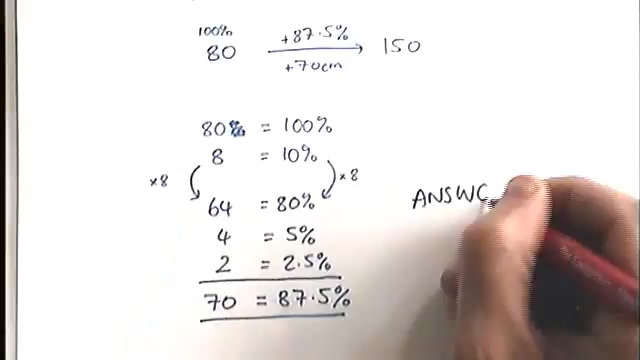 100%
80 +87.5% 150
+70cm
80 = 100%
8 = 10%
×8 ×8
64 = 80%
4 = 5%
2 = 2.5%
70 = 87.5%